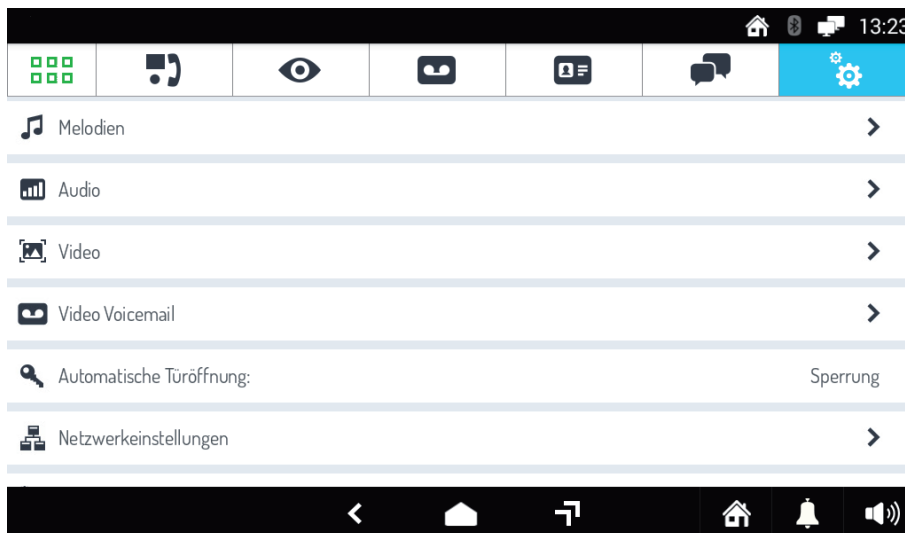 13:23
Melodien
Audio
Video
Video Voicemail
Automatische Türöffnung:
Sperrung
Netzwerkeinstellungen